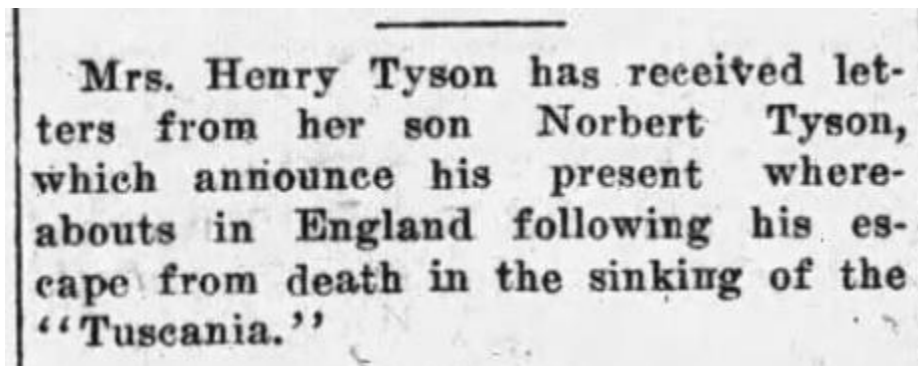 Mrs. Henry Tyson has received let-
ters from her son Norbert Tyson,
which announce his present where-
abouts in England following his es-
cape from death in the sinking of the
‘‘Tuscania.’’